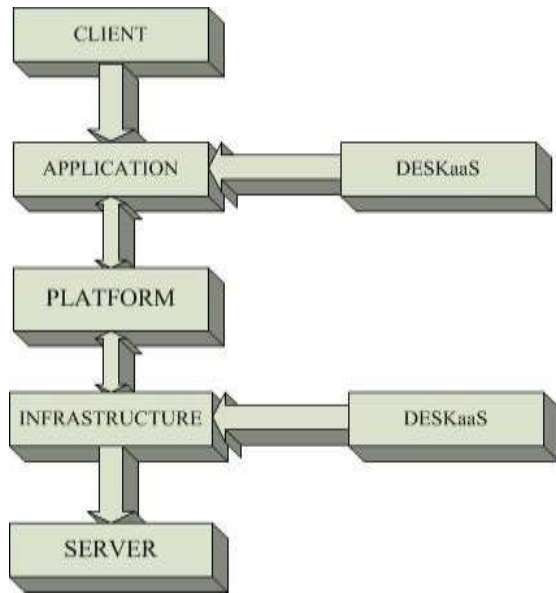 CLIENT
APPLICATION
DESKaaS
PLATFORM
INFRASTRUCTURE
DESKaaS
SERVER